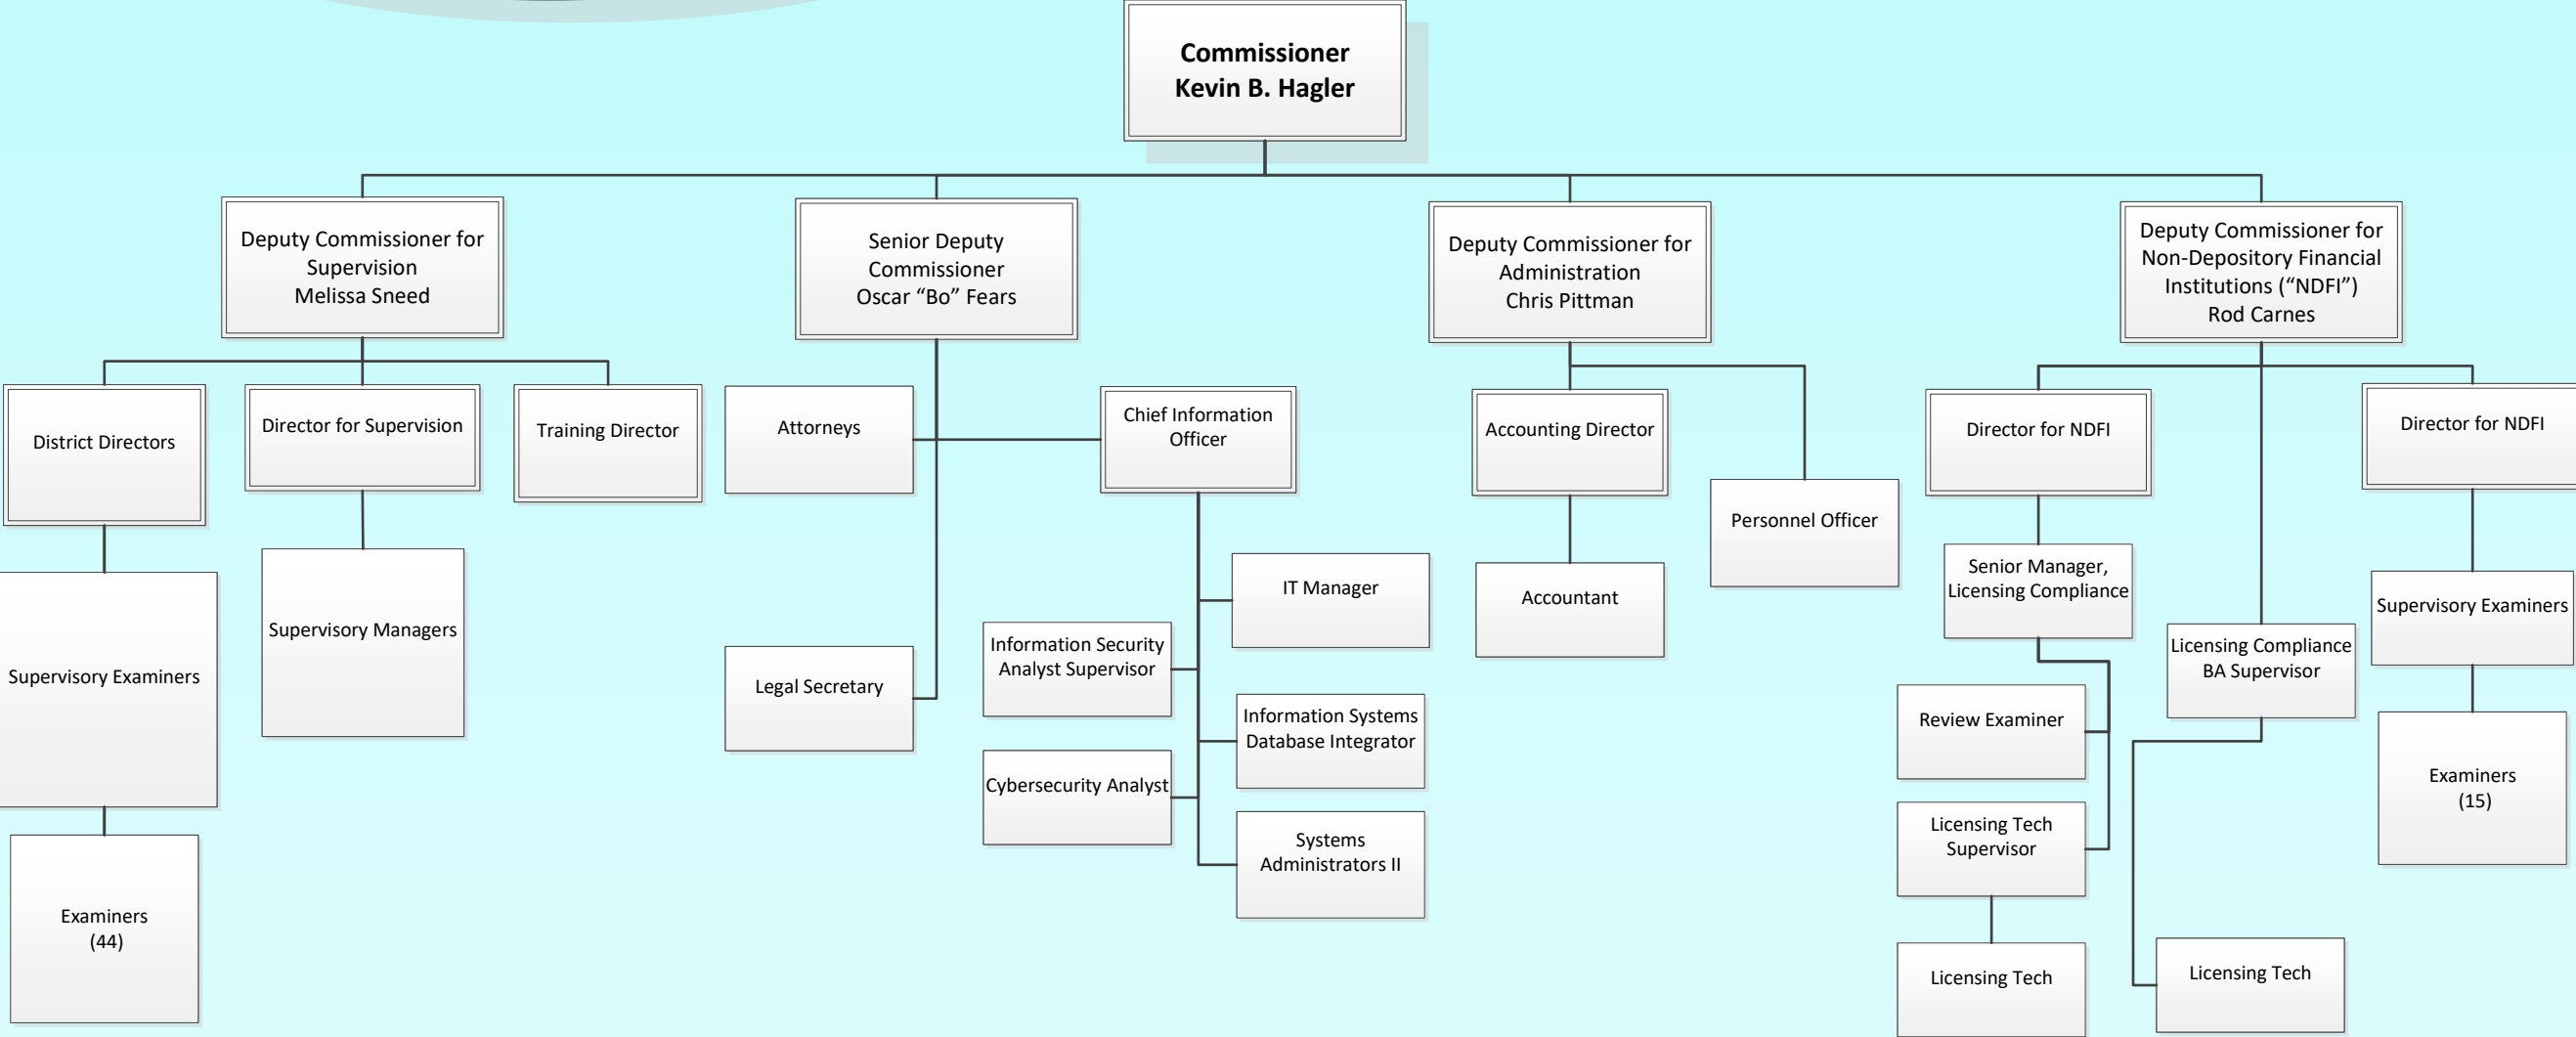 Commissioner
Kevin B. Hagler
Deputy Commissioner for
Supervision
Melissa Sneed
Senior Deputy
Commissioner
Oscar “Bo” Fears
Deputy Commissioner for
Administration
Chris Pittman
Deputy Commissioner for
Non-Depository Financial
Institutions (“NDFI”)
Rod Carnes
District Directors
Director for Supervision
Training Director
Attorneys
Chief Information
Officer
Accounting Director
Personnel Officer
Director for NDFI
Director for NDFI
Supervisory Examiners
Supervisory Managers
Legal Secretary
IT Manager
Information Security
Analyst Supervisor
Information Systems
Database Integrator
Cybersecurity Analyst
Systems
Administrators II
Accountant
Senior Manager,
Licensing Compliance
Licensing Compliance
BA Supervisor
Supervisory Examiners
Review Examiner
Licensing Tech
Supervisor
Examiners
(15)
Examiners
(44)
Licensing Tech
Licensing Tech